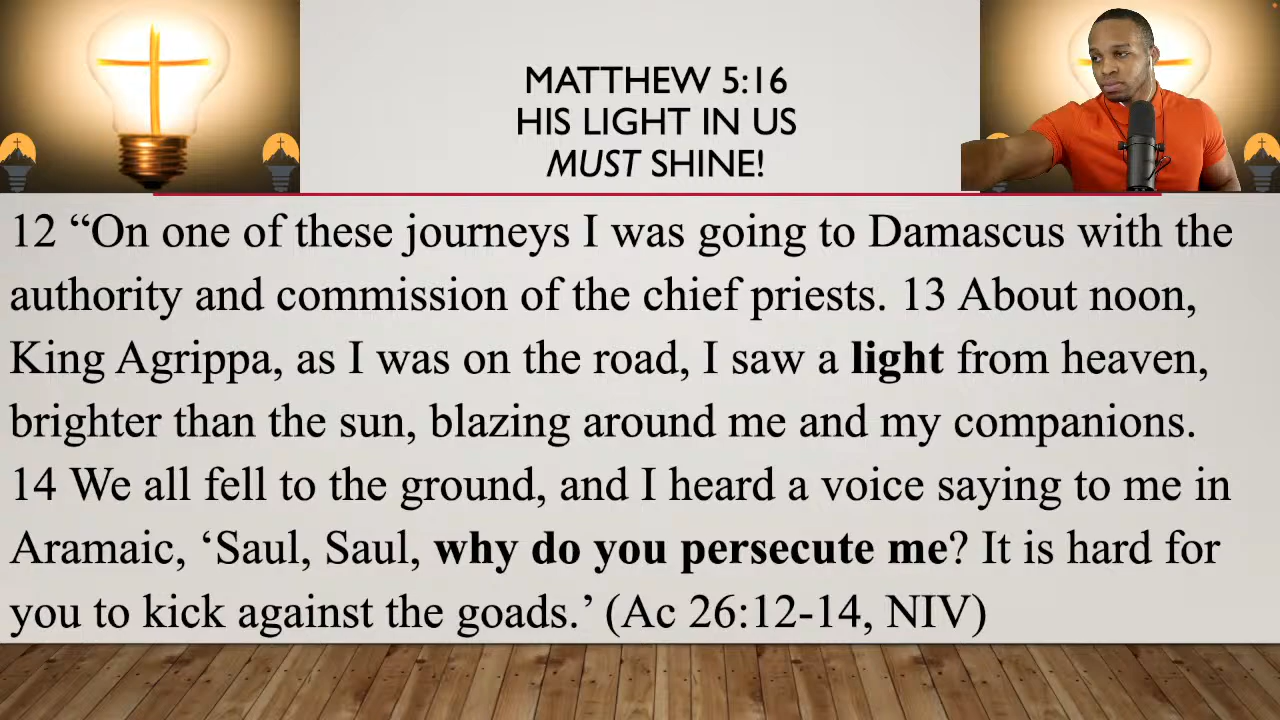 MATTHEW 5:16
HIS LIGHT IN US
MUST SHINE!
12 “On one of these journeys I was going to Damascus with the
authority and commission of the chief priests. 13 About noon,
King Agrippa, as I was on the road, I saw a light from heaven,
brighter than the sun, blazing around me and my companions.
14 We all fell to the ground, and I heard a voice saying to me in
Aramaic, ‘Saul, Saul, why do you persecute me? It is hard for
you to kick against the goads.’ (Ac 26:12-14, NIV)